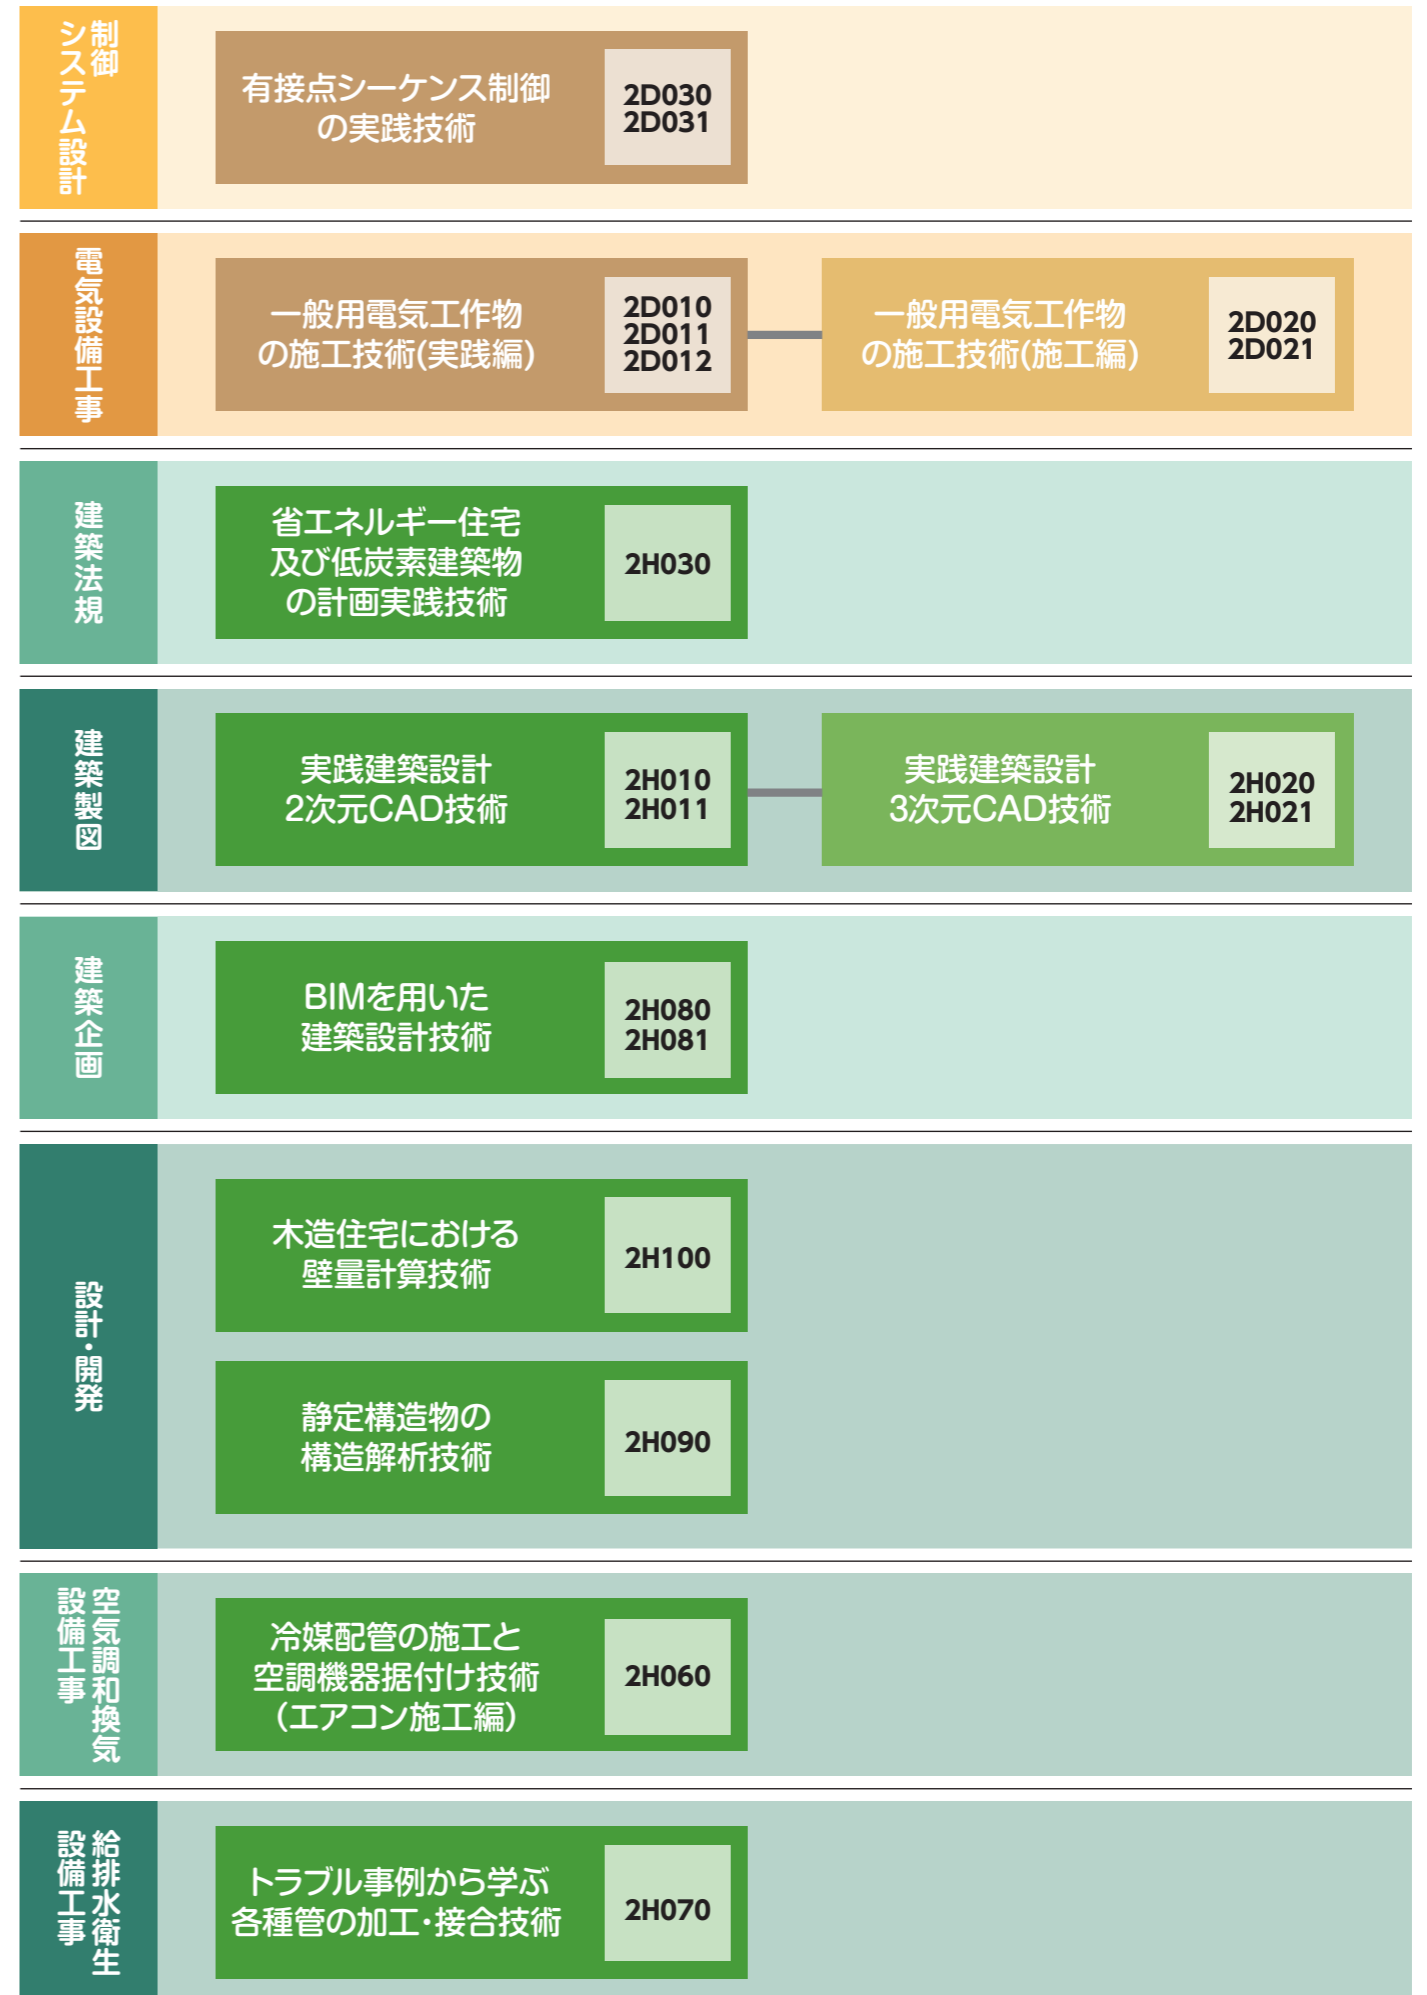 制御
システム設計
有接点シーケンス制御
の実践技術
2D030
2D031
電気設備工事
一般用電気工作物
の施工技術(実践編)
2D010
2D011
2D012
一般用電気工作物
の施工技術(施工編)
2D020
2D021
建築法規
省エネルギー住宅
及び低炭素建築物
の計画実践技術
2H030
建築製図
実践建築設計
2次元CAD技術
2H010
2H011
実践建築設計
3次元CAD技術
2H020
2H021
建築企画
BIMを用いた
建築設計技術
2H080
2H081
設計・開発
木造住宅における
壁量計算技術
2H100
静定構造物の
構造解析技術
2H090
空気調和換気
設備工事
冷媒配管の施工と
空調機器据付け技術
(エアコン施工編)
2H060
給排水衛生
設備工事
トラブル事例から学ぶ
各種管の加工・接合技術
2H070